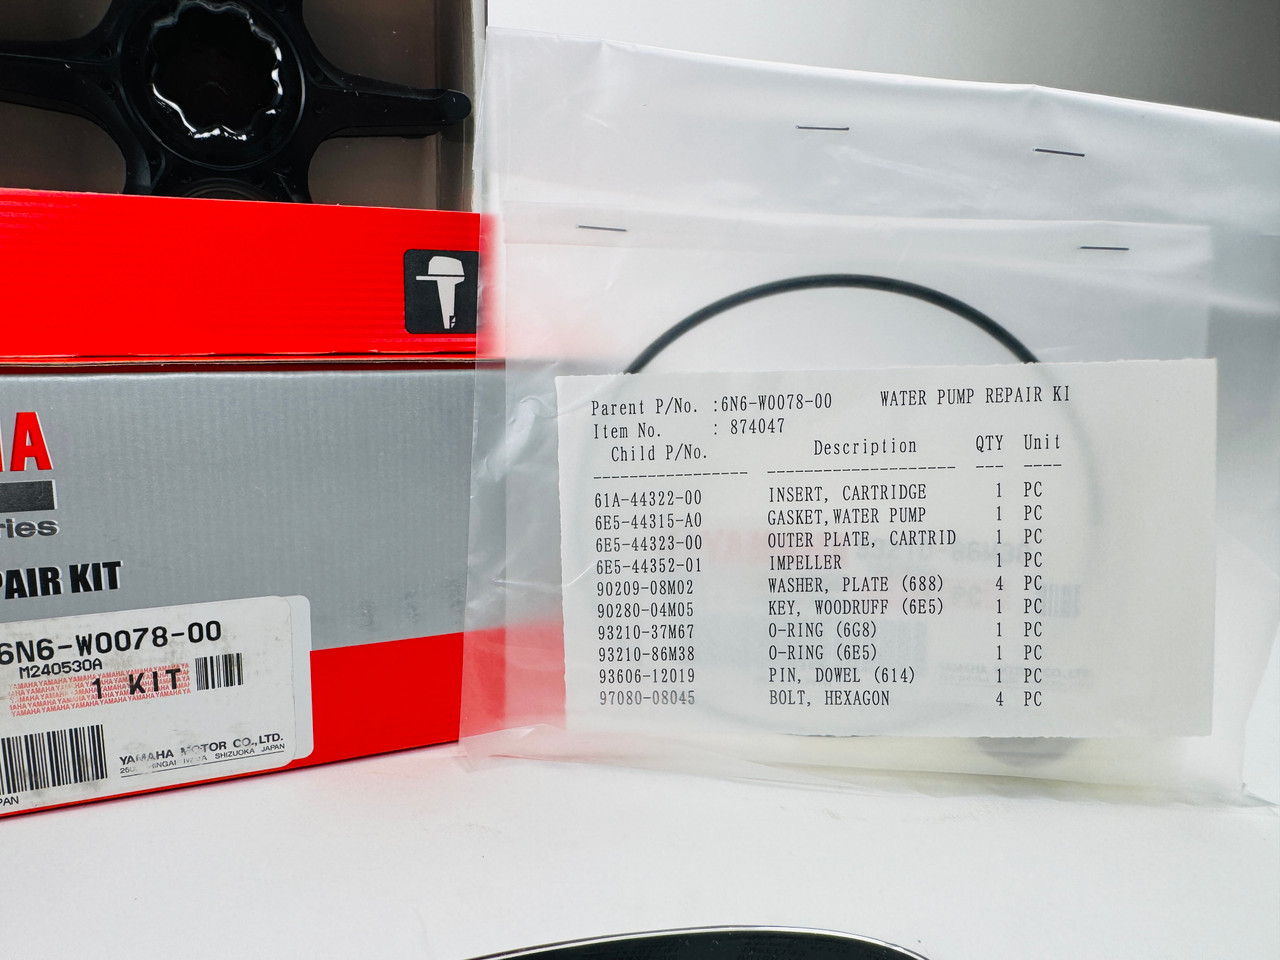 A
ries
PAIR KIT
6N6-W0078-00
M240530A
1 KIT
YAMAHA MOTOR CO.,LTD.
SHIZUOKA JAPAN
PAN
Parent P/No. :6N6-W0078-00 WATER PUMP REPAIR KI
Item No. : 874047
Child P/No. Description QTY Unit
61A-44322-00 INSERT, CARTRIDGE 1 PC
6E5-44315-A0 GASKET,WATER PUMP 1 PC
6E5-44323-00 OUTER PLATE, CARTRID 1 PC
6E5-44352-01 IMPELLER 1 PC
90209-08M02 WASHER, PLATE (688) 4 PC
90280-04M05 KEY, WOODRUFF (6E5) 1 PC
93210-37M67 O-RING (6G8) 1 PC
93210-86M38 O-RING (6E5) 1 PC
93606-12019 PIN, DOWEL (614) 1 PC
97080-08045 BOLT, HEXAGON 4 PC